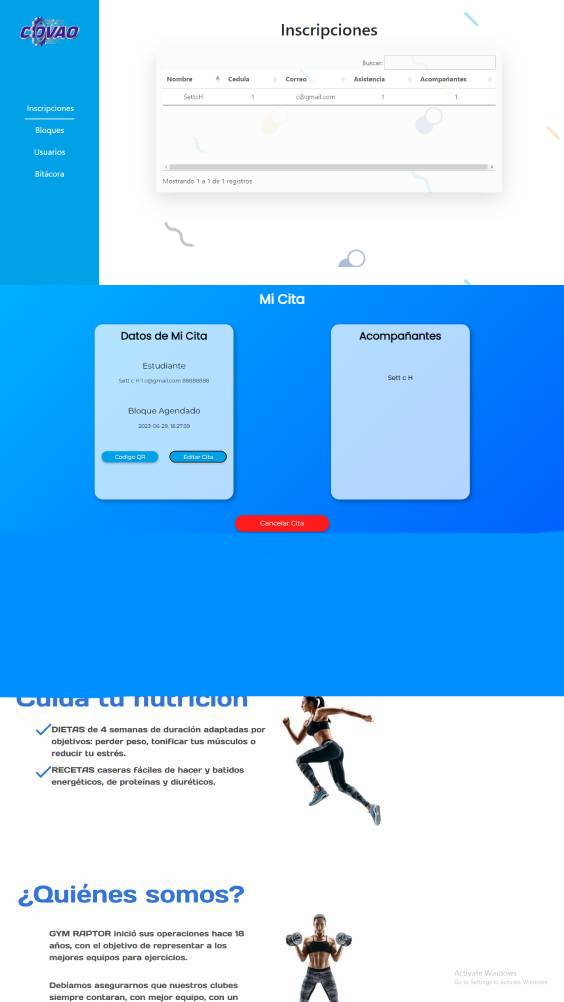 COVAO
Inscripciones
Bloques
Usuarios
Bitácora
Inscripciones
Buscar:
Nombre Cedula Correo Asistencia Acompañantes
SettcH 1 c@gmail.com 1 1
Mostrando 1 a 1 de 1 registros
Mi Cita
Datos de Mi Cita
Estudiante
Sett c H 1 c@gmail.com 88888888
Bloque Agendado
2023-06-29, 18:27:59
Codigo QR Editar Cita
Acompañantes
Sett c H
Cancelar Cita
Cuida tu nutrición
DIETAS de 4 semanas de duración adaptadas por
objetivos: perder peso, tonificar tus músculos o
reducir tu estrés.
RECETAS caseras fáciles de hacer y batidos
energéticos, de proteínas y diuréticos.
¿Quiénes somos?
GYM RAPTOR inició sus operaciones hace 18
años, con el objetivo de representar a los
mejores equipos para ejercicios.
Debíamos asegurarnos que nuestros clubes
siempre contaran, con mejor equipo, con un
Activate Windows
Go to Settings to activate Windows.